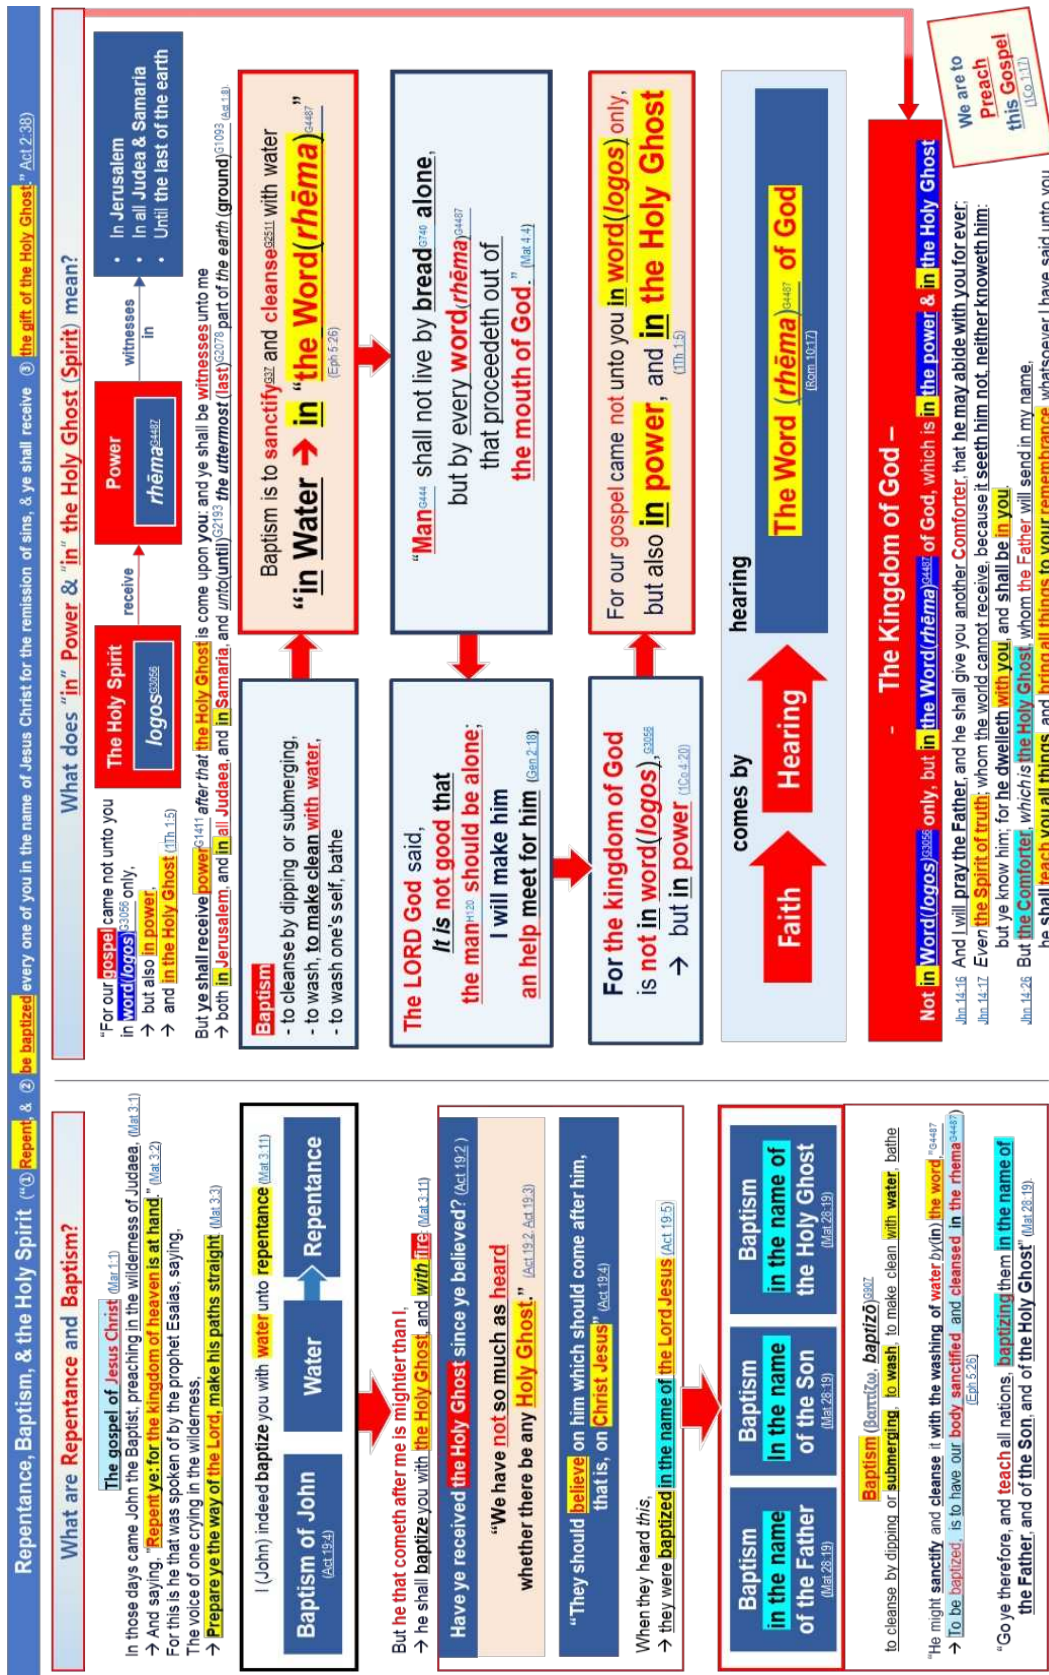 Repentance, Baptism, & the Holy Spirit ("① Repent, & ② be baptized every one of you in the name of Jesus Christ for the remission of sins, & ye shall receive ③ the gift of the Holy Ghost." Act 2:38)
What are Repentance and Baptism?
The gospel of Jesus Christ (Mar 1:1)
In those days came John the Baptist, preaching in the wilderness of Judaea, (Mat 3:1)
→ And saying, "Repent ye: for the kingdom of heaven is at hand." (Mat 3:2)
For this is he that was spoken of by the prophet Esaias, saying,
The voice of one crying in the wilderness,
→ Prepare ye the way of the Lord, make his paths straight (Mat 3:3)
I (John) indeed baptize you with water unto repentance (Mat 3:11)
Baptism of John
(Act 19:4)
Water
Repentance
But he that cometh after me is mightier than I,
→ he shall baptize you with the Holy Ghost, and with fire: (Mat 3:11)
Have ye received the Holy Ghost since ye believed? (Act 19:2)
"We have not so much as heard
whether there be any Holy Ghost." (Act 19:2, Act 19:3)
"They should believe on him which should come after him,
that is, on Christ Jesus" (Act 19:4)
When they heard this,
→ they were baptized in the name of the Lord Jesus (Act 19:5)
Baptism
in the name
of the Father
(Mat 28:19)
Baptism
In the name
of the Son
(Mat 28:19)
Baptism
in the name of
the Holy Ghost
(Mat 28:19)
Baptism (βαπτίζω, baptizō)G907
to cleanse by dipping or submerging, to wash, to make clean with water, bathe
"He might sanctify and cleanse it with the washing of water by(in) the word,"G4487
→ To be baptized, is to have our body sanctified and cleansed in the rhemaG4487)
(Eph 5:26)
"Go ye therefore, and teach all nations, baptizing them in the name of
the Father, and of the Son, and of the Holy Ghost" (Mat 28:19)
What does "in" Power & "in" the Holy Ghost (Spirit) mean?
"For our gospel came not unto you
in word(logos)G3056 only,
→ but also in power,
→ and in the Holy Ghost (1Th 1:5)
The Holy Spirit
logosG3056
receive
Power
rhēmaG4487
witnesses
in
• In Jerusalem
• In all Judea & Samaria
• Until the last of the earth
But ye shall receive powerG1411 after that the Holy Ghost is come upon you: and ye shall be witnesses unto me
→ both in Jerusalem, and in all Judaea, and in Samaria, and unto(until)G2193 the uttermost (last)G2078 part of the earth (ground)G1093 (Act 1:8)
Baptism
- to cleanse by dipping or submerging,
- to wash, to make clean with water,
- to wash one's self, bathe
Baptism is to sanctifyG37 and cleanseG2511 with water
"in Water → in "the Word(rhēma)G4487"
(Eph 5:26)
"ManG444 shall not live by breadG740 alone,
but by every word(rhēma)G4487
that proceedeth out of
the mouth of God." (Mat 4:4)
The LORD God said,
It is not good that
the manH120 should be alone;
I will make him
an help meet for him (Gen 2:18)
For the kingdom of God
is not in word(logos),G3056
→ but in power (1Co 4:20)
For our gospel came not unto you in word(logos) only,
but also in power, and in the Holy Ghost
(1Th 1:5)
Faith
comes by
Hearing
hearing
The Word (rhēma)G4487 of God
(Rom 10:17)
- The Kingdom of God –
Not in Word(logos)G3056 only, but in the Word(rhēma)G4487 of God, which is in the power & in the Holy Ghost
We are to
Preach
this Gospel
(1Co 1:17)
Jhn 14:16 And I will pray the Father, and he shall give you another Comforter, that he may abide with you for ever;
Jhn 14:17 Even the Spirit of truth; whom the world cannot receive, because it seeth him not, neither knoweth him:
but ye know him; for he dwelleth with you, and shall be in you.
Jhn 14:26 But the Comforter, which is the Holy Ghost, whom the Father will send in my name,
he shall teach you all things, and bring all things to your remembrance, whatsoever I have said unto you